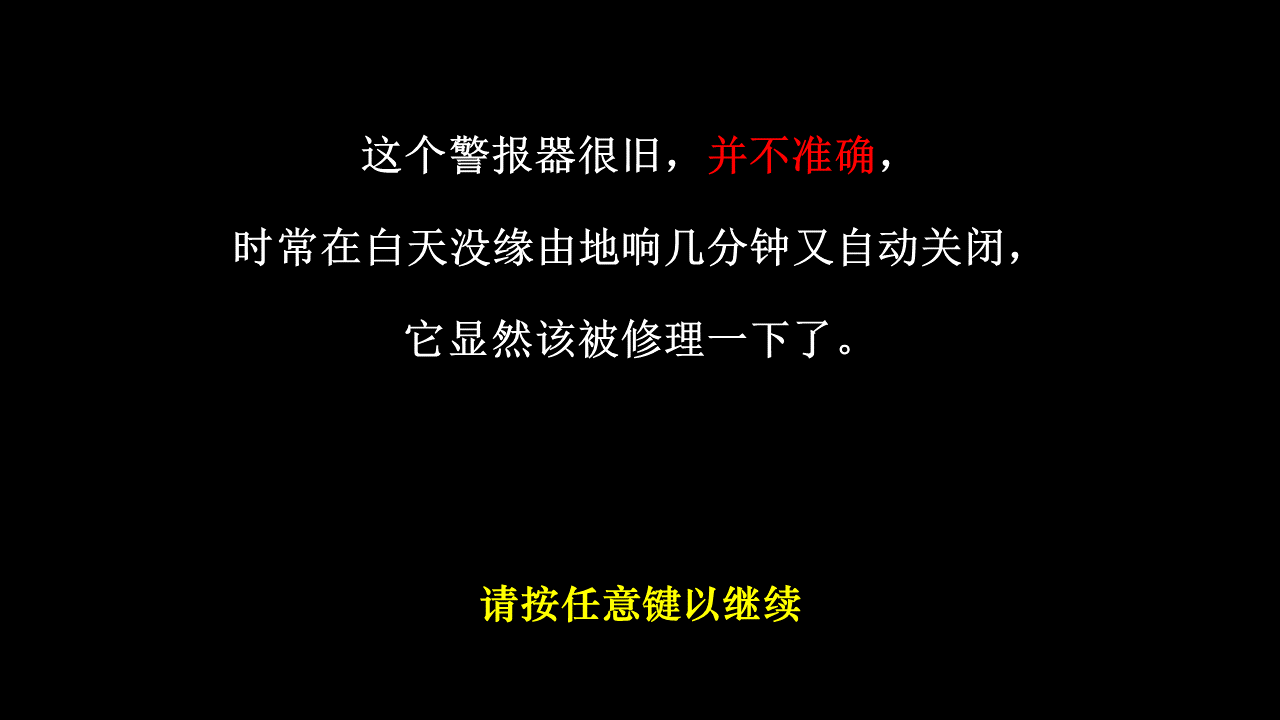 这个警报器很旧，并不准确，
时常在白天没缘由地响几分钟又自动关闭，
它显然该被修理一下了。
请按任意键以继续